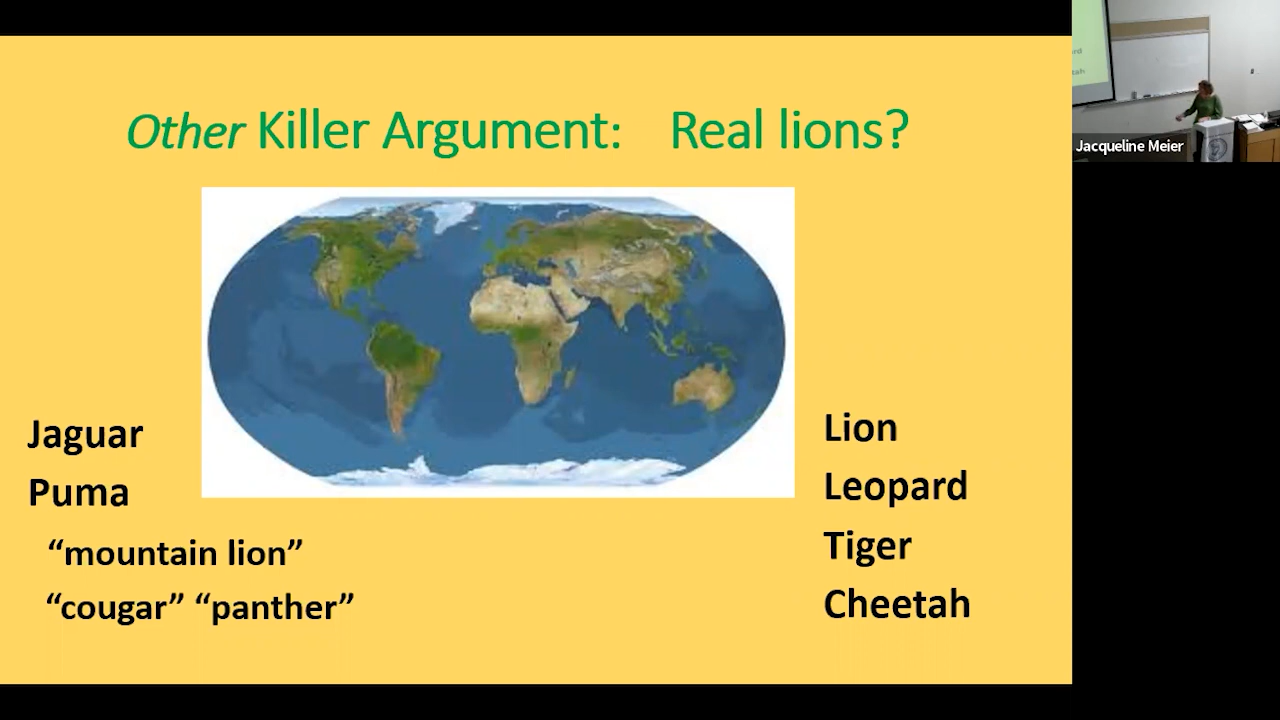 Other Killer Argument: Real lions?
Jaguar
Puma
“mountain lion”
“cougar” “panther”
Lion
Leopard
Tiger
Cheetah
Jacqueline Meier